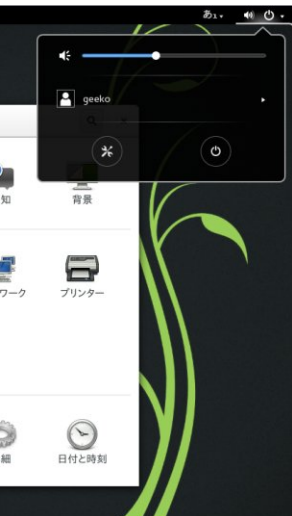 あ₁
geeko
知
背景
ワーク
プリンター
細
日付と時刻